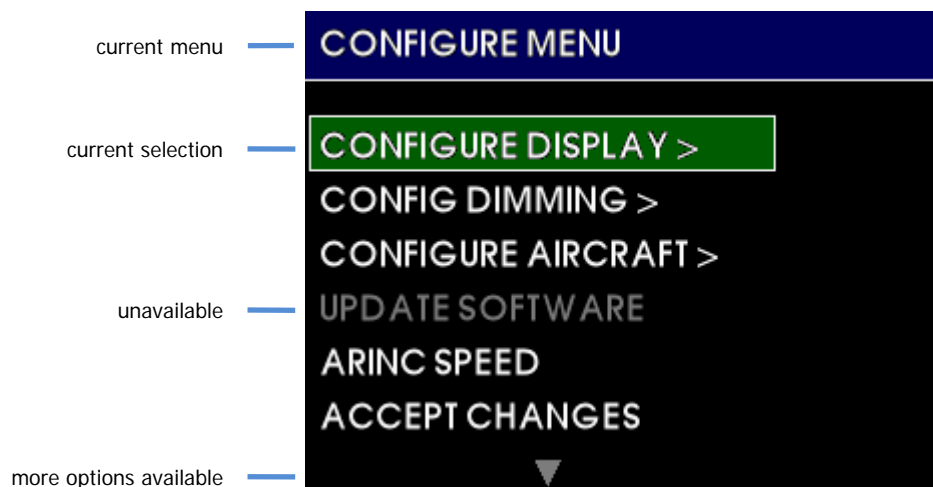 current menu
CONFIGURE MENU
current selection
CONFIGURE DISPLAY >
CONFIG DIMMING >
CONFIGURE AIRCRAFT >
unavailable
UPDATE SOFTWARE
ARINC SPEED
ACCEPT CHANGES
more options available